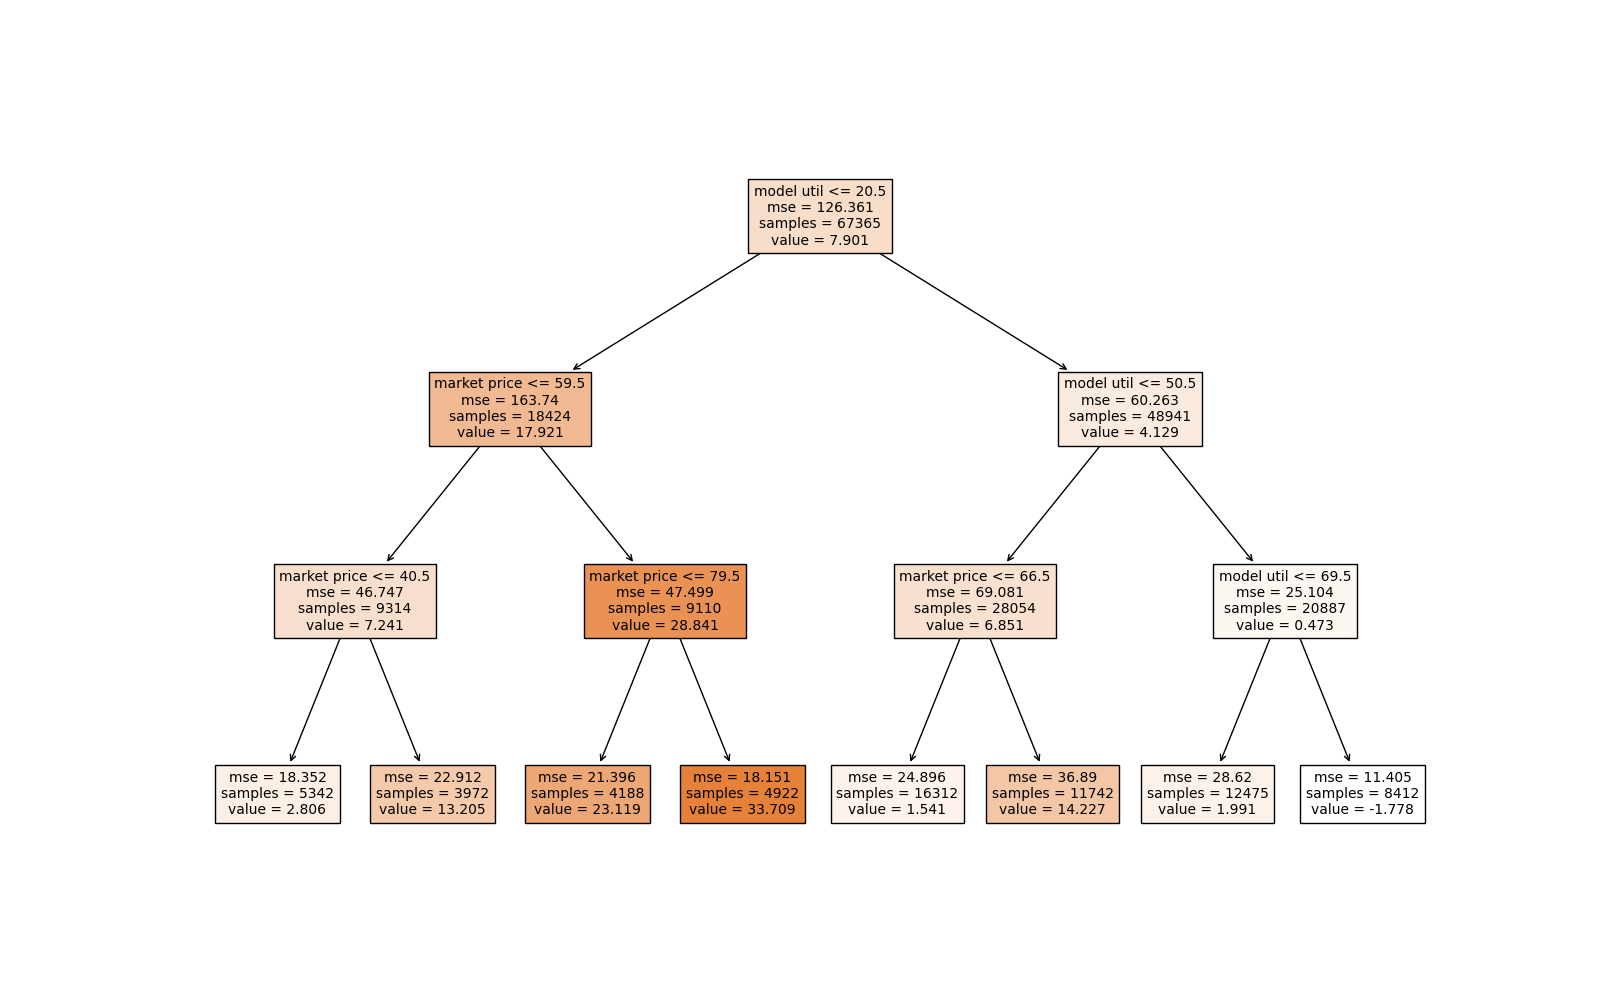 model util <= 20.5
mse = 126.361
samples = 67365
value = 7.901
market price <= 59.5
mse = 163.74
samples = 18424
value = 17.921
model util <= 50.5
mse = 60.263
samples = 48941
value = 4.129
market price <= 40.5
mse = 46.747
samples = 9314
value = 7.241
market price <= 79.5
mse = 47.499
samples = 9110
value = 28.841
market price <= 66.5
mse = 69.081
samples = 28054
value = 6.851
model util <= 69.5
mse = 25.104
samples = 20887
value = 0.473
mse = 18.352
samples = 5342
value = 2.806
mse = 22.912
samples = 3972
value = 13.205
mse = 21.396
samples = 4188
value = 23.119
mse = 18.151
samples = 4922
value = 33.709
mse = 24.896
samples = 16312
value = 1.541
mse = 36.89
samples = 11742
value = 14.227
mse = 28.62
samples = 12475
value = 1.991
mse = 11.405
samples = 8412
value = -1.778